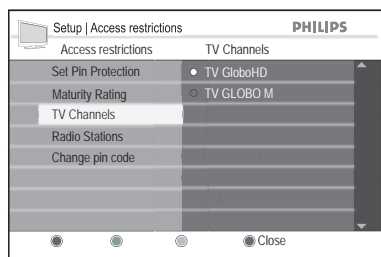 Setup | Access restrictions PHILIPS
Access restrictions TV Channels
Set Pin Protection TV GloboHD
Maturity Rating TV GLOBO M
TV Channels
Radio Stations
Change pin code
Close